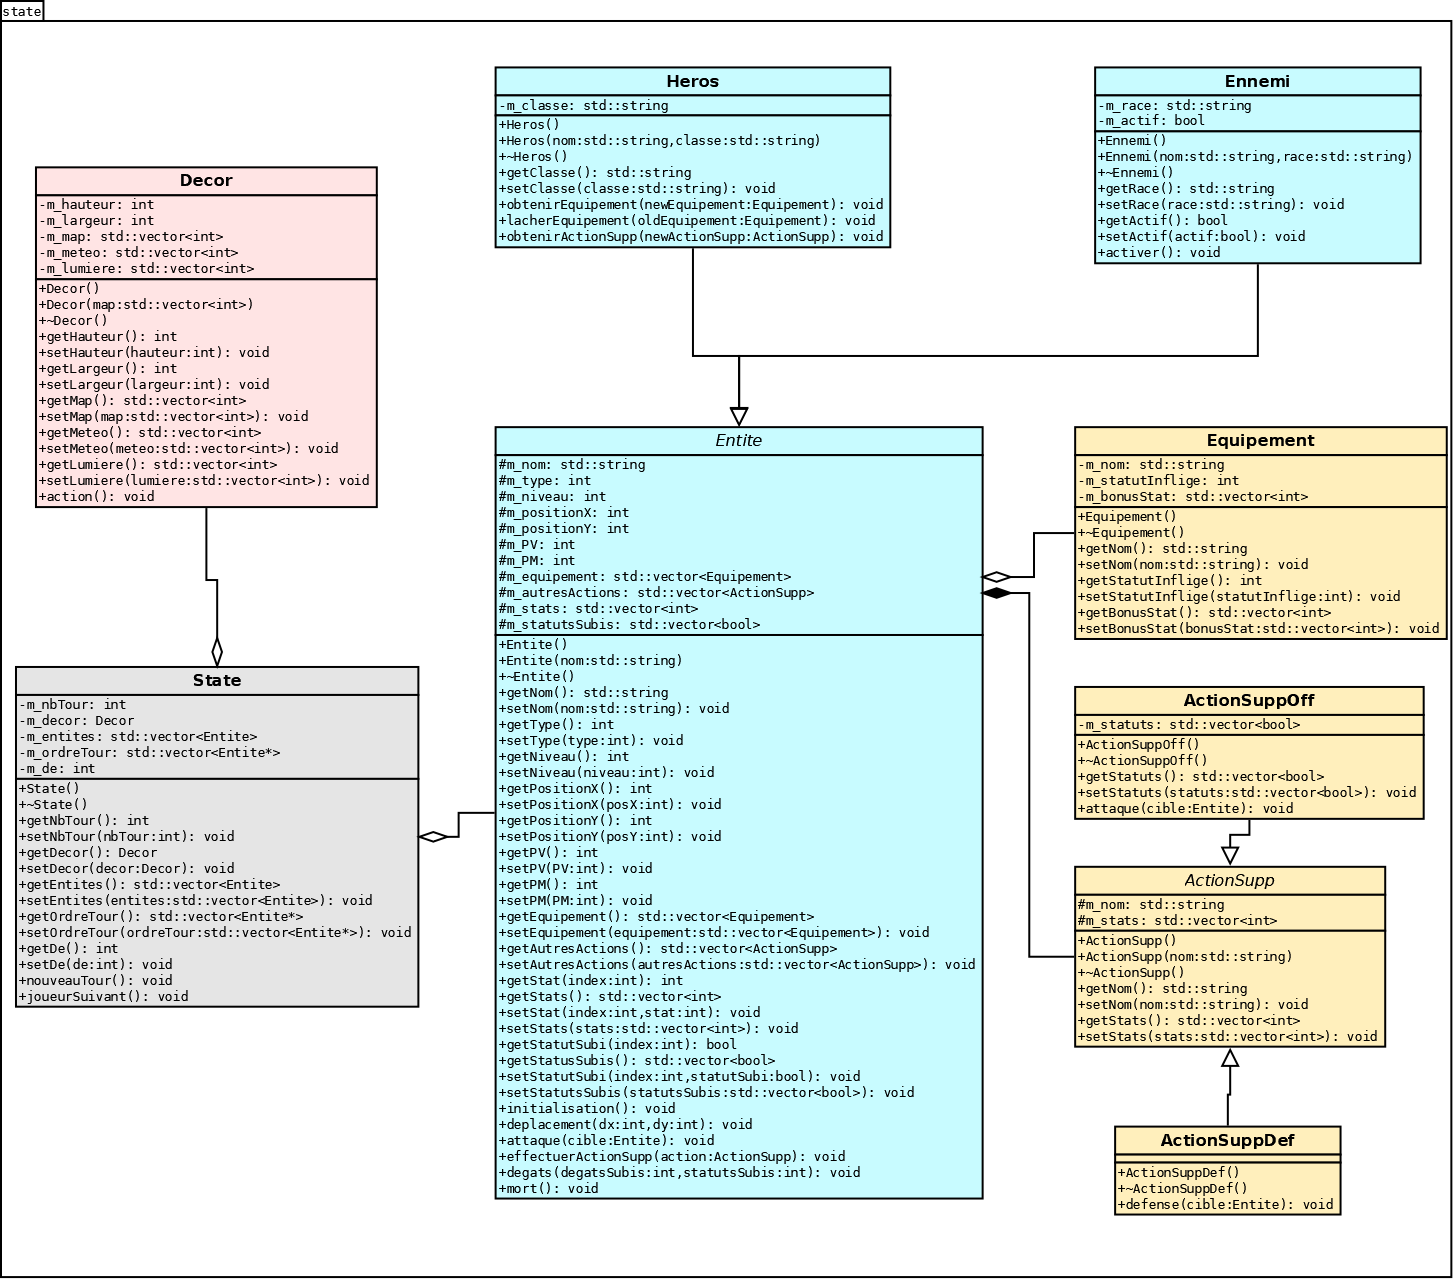 state
Heros
-m_classe: std::string
+Heros()
+Heros(nom:std::string,classe:std::string)
+~Heros()
+getClasse(): std::string
+setClasse(classe:std::string): void
+obtenirEquipement(newEquipement:Equipement): void
+lacherEquipement(oldEquipement:Equipement): void
+obtenirActionSupp(newActionSupp:ActionSupp): void
Ennemi
-m_race: std::string
-m_actif: bool
+Ennemi()
+Ennemi(nom:std::string,race:std::string)
+~Ennemi()
+getRace(): std::string
+setRace(race:std::string): void
+getActif(): bool
+setActif(actif:bool): void
+activer(): void
Decor
-m_hauteur: int
-m_largeur: int
-m_map: std::vector<int>
-m_meteo: std::vector<int>
-m_lumiere: std::vector<int>
+Decor()
+Decor(map:std::vector<int>)
+~Decor()
+getHauteur(): int
+setHauteur(hauteur:int): void
+getLargeur(): int
+setLargeur(largeur:int): void
+getMap(): std::vector<int>
+setMap(map:std::vector<int>): void
+getMeteo(): std::vector<int>
+setMeteo(meteo:std::vector<int>): void
+getLumiere(): std::vector<int>
+setLumiere(lumiere:std::vector<int>): void
+action(): void
Entite
#m_nom: std::string
#m_type: int
#m_niveau: int
#m_positionX: int
#m_positionY: int
#m_PV: int
#m_PM: int
#m_equipement: std::vector<Equipement>
#m_autresActions: std::vector<ActionSupp>
#m_stats: std::vector<int>
#m_statutsSubis: std::vector<bool>
+Entite()
+Entite(nom:std::string)
+~Entite()
+getNom(): std::string
+setNom(nom:std::string): void
+getType(): int
+setType(type:int): void
+getNiveau(): int
+setNiveau(niveau:int): void
+getPositionX(): int
+setPositionX(posX:int): void
+getPositionY(): int
+setPositionY(posY:int): void
+getPV(): int
+setPV(PV:int): void
+getPM(): int
+setPM(PM:int): void
+getEquipement(): std::vector<Equipement>
+setEquipement(equipement:std::vector<Equipement>): void
+getAutresActions(): std::vector<ActionSupp>
+setAutresActions(autresActions:std::vector<ActionSupp>): void
+getStat(index:int): int
+getStats(): std::vector<int>
+setStat(index:int,stat:int): void
+setStats(stats:std::vector<int>): void
+getStatutSubi(index:int): bool
+getStatusSubis(): std::vector<bool>
+setStatutSubi(index:int,statutSubi:bool): void
+setStatutsSubis(statutsSubis:std::vector<bool>): void
+initialisation(): void
+deplacement(dx:int,dy:int): void
+attaque(cible:Entite): void
+effectuerActionSupp(action:ActionSupp): void
+degats(degatsSubis:int,statutsSubis:int): void
+mort(): void
Equipement
-m_nom: std::string
-m_statutInflige: int
-m_bonusStat: std::vector<int>
+Equipement()
+~Equipement()
+getNom(): std::string
+setNom(nom:std::string): void
+getStatutInflige(): int
+setStatutInflige(statutInflige:int): void
+getBonusStat(): std::vector<int>
+setBonusStat(bonusStat:std::vector<int>): void
State
-m_nbTour: int
-m_decor: Decor
-m_entites: std::vector<Entite>
-m_ordreTour: std::vector<Entite*>
-m_de: int
+State()
+~State()
+getNbTour(): int
+setNbTour(nbTour:int): void
+getDecor(): Decor
+setDecor(decor:Decor): void
+getEntites(): std::vector<Entite>
+setEntites(entites:std::vector<Entite>): void
+getOrdreTour(): std::vector<Entite*>
+setOrdreTour(ordreTour:std::vector<Entite*>): void
+getDe(): int
+setDe(de:int): void
+nouveauTour(): void
+joueurSuivant(): void
ActionSuppOff
-m_statuts: std::vector<bool>
+ActionSuppOff()
+~ActionSuppOff()
+getStatuts(): std::vector<bool>
+setStatuts(statuts:std::vector<bool>): void
+attaque(cible:Entite): void
ActionSupp
#m_nom: std::string
#m_stats: std::vector<int>
+ActionSupp()
+ActionSupp(nom:std::string)
+~ActionSupp()
+getNom(): std::string
+setNom(nom:std::string): void
+getStats(): std::vector<int>
+setStats(stats:std::vector<int>): void
ActionSuppDef
+ActionSuppDef()
+~ActionSuppDef()
+defense(cible:Entite): void